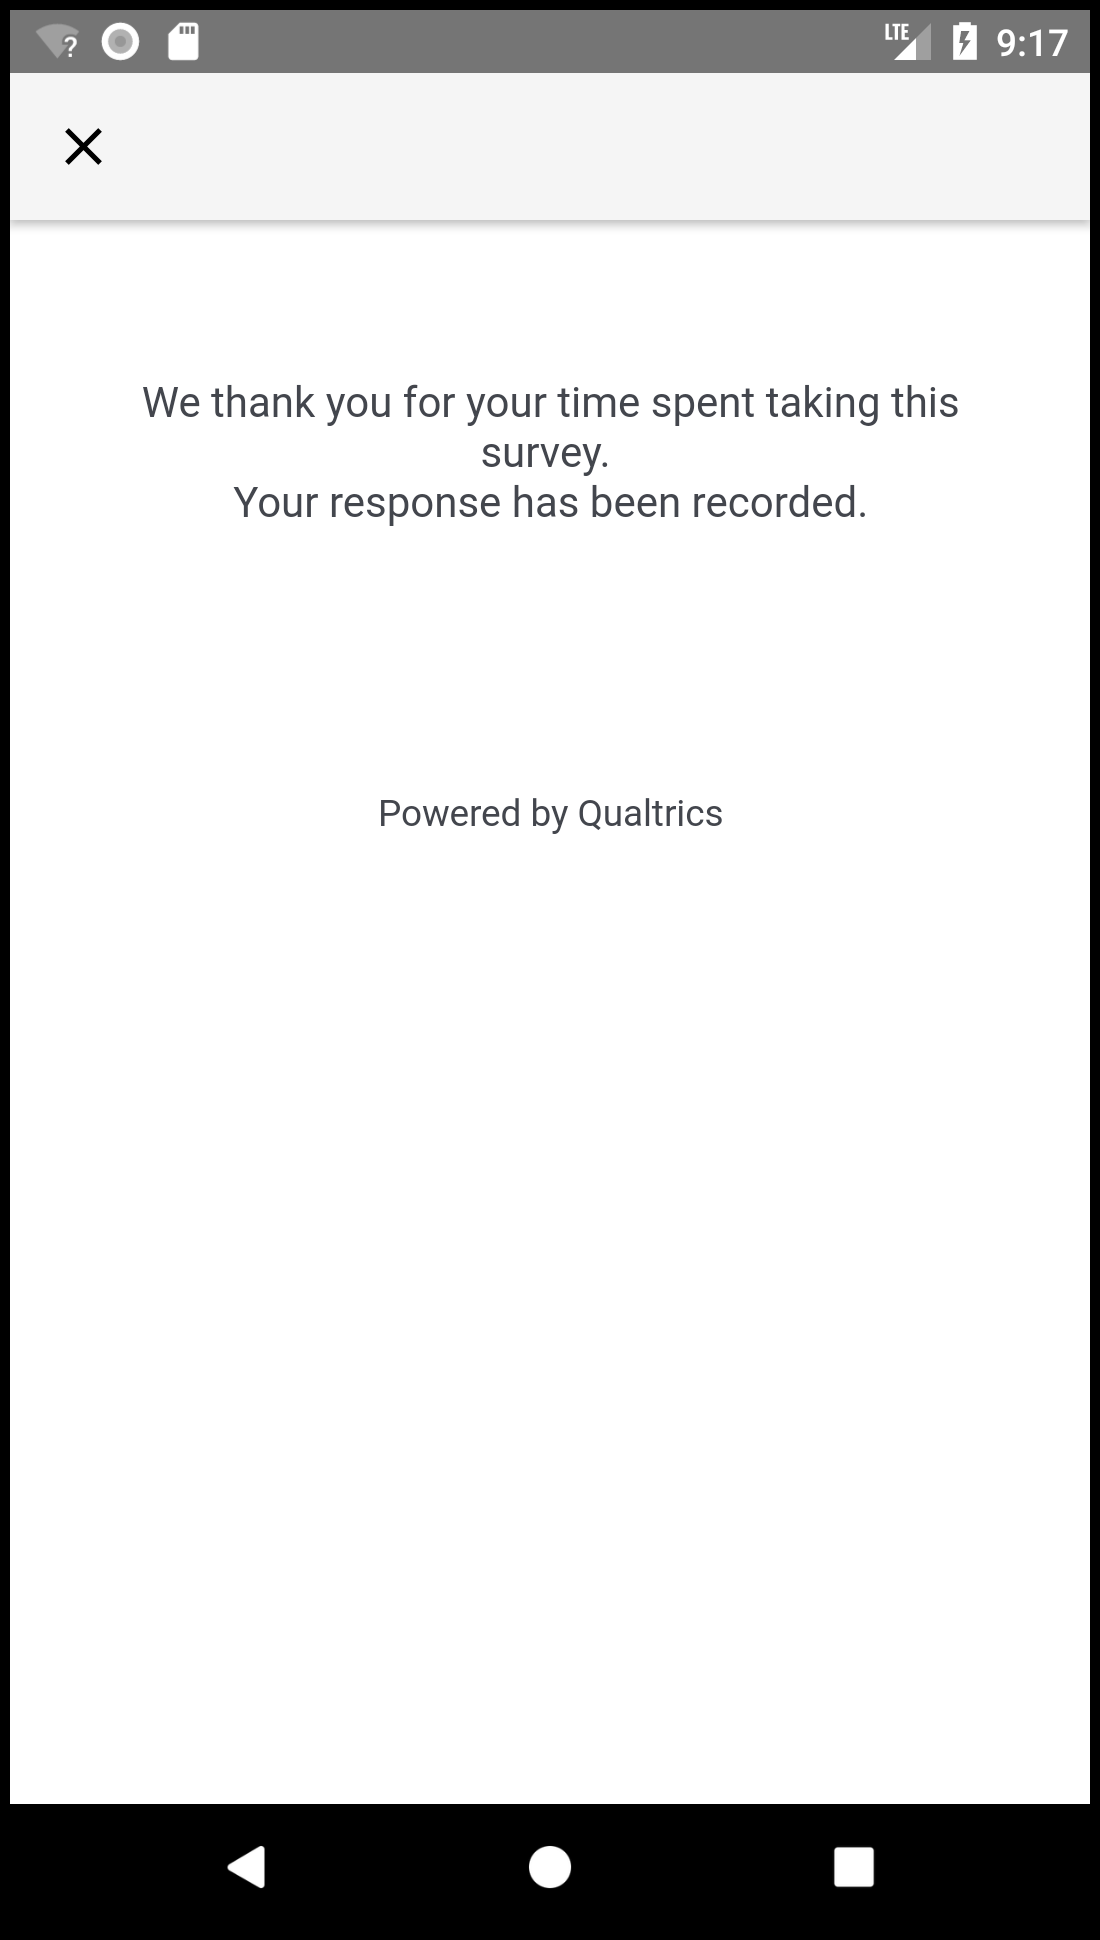 ? LTE 9:17
We thank you for your time spent taking this
survey.
Your response has been recorded.
Powered by Qualtrics